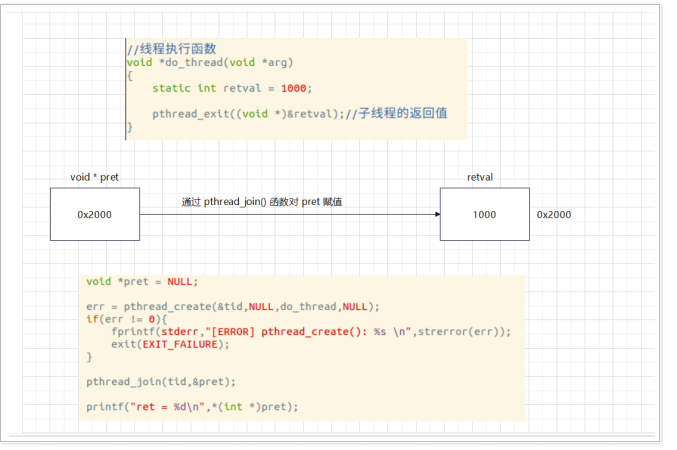 //线程执行函数
void *do_thread(void *arg)
{
    static int retval = 1000;
    pthread_exit((void *)&retval);//子线程的返回值
}
void * pret
retval
0x2000
通过 pthread_join() 函数对 pret 赋值
1000
0x2000
void *pret = NULL;
err = pthread_create(&tid,NULL,do_thread,NULL);
if(err != 0){
    fprintf(stderr,"[ERROR] pthread_create(): %s \n",strerror(err));
    exit(EXIT_FAILURE);
}
pthread_join(tid,&pret);
printf("ret = %d\n",*(int *)pret);